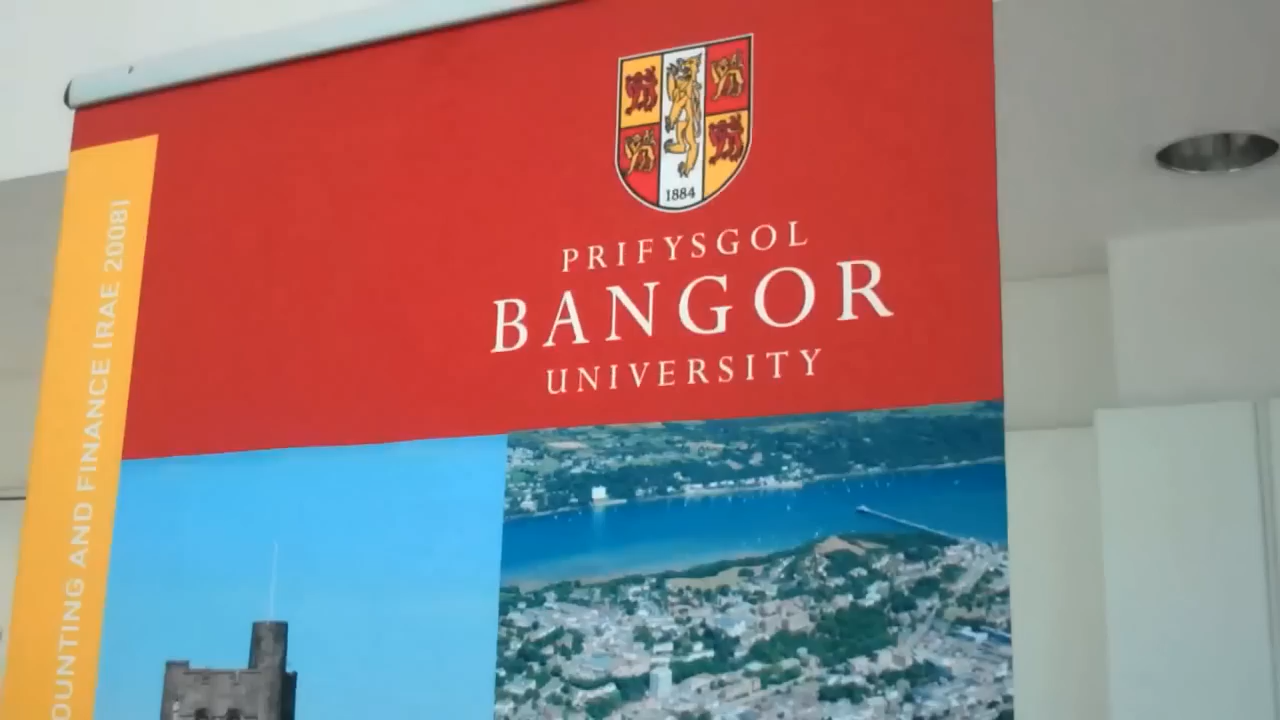 1884
PRIFYSGOL
BANGOR
UNIVERSITY
OUNTING AND FINANCE (RAE 2008)